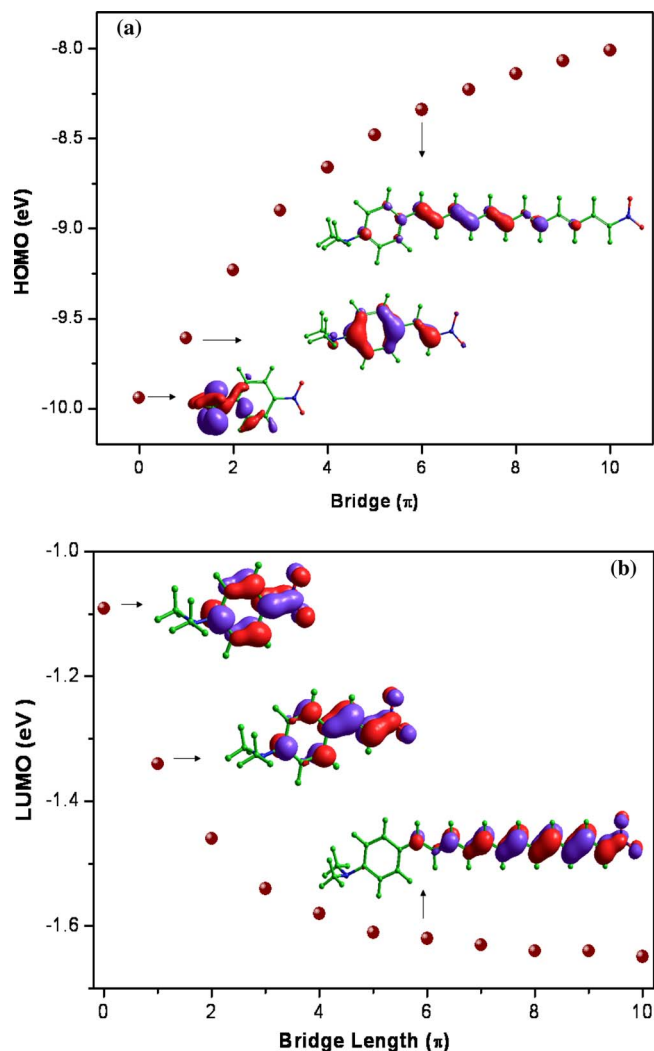 (a)
HOMO (eV)
-8.0
-8.5
-9.0
-9.5
-10.0
0 2 4 6 8 10
Bridge (π)
(b)
LUMO (eV)
-1.0
-1.2
-1.4
-1.6
0 2 4 6 8 10
Bridge Length (π)